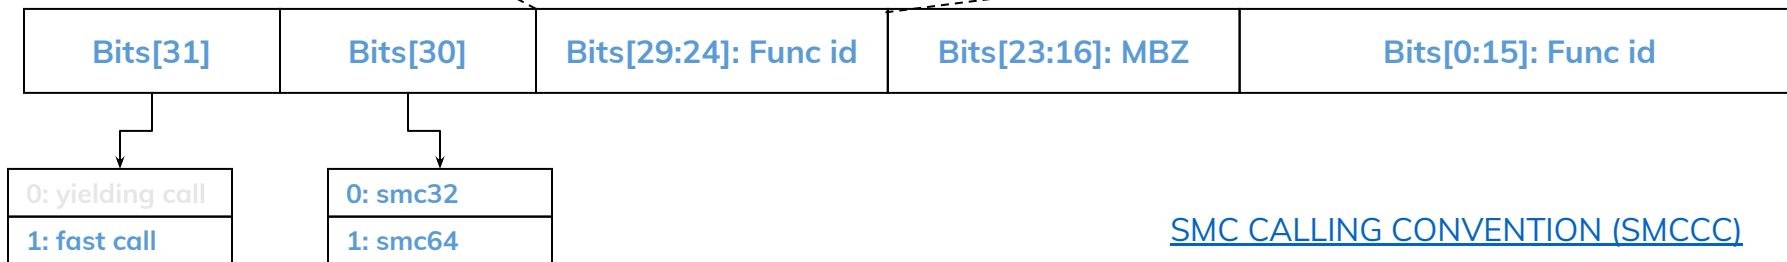 Bits[31]
Bits[30]
Bits[29:24]: Func id
Bits[23:16]: MBZ
Bits[0:15]: Func id
0: yielding call
1: fast call
0: smc32
1: smc64
SMC CALLING CONVENTION (SMCCC)